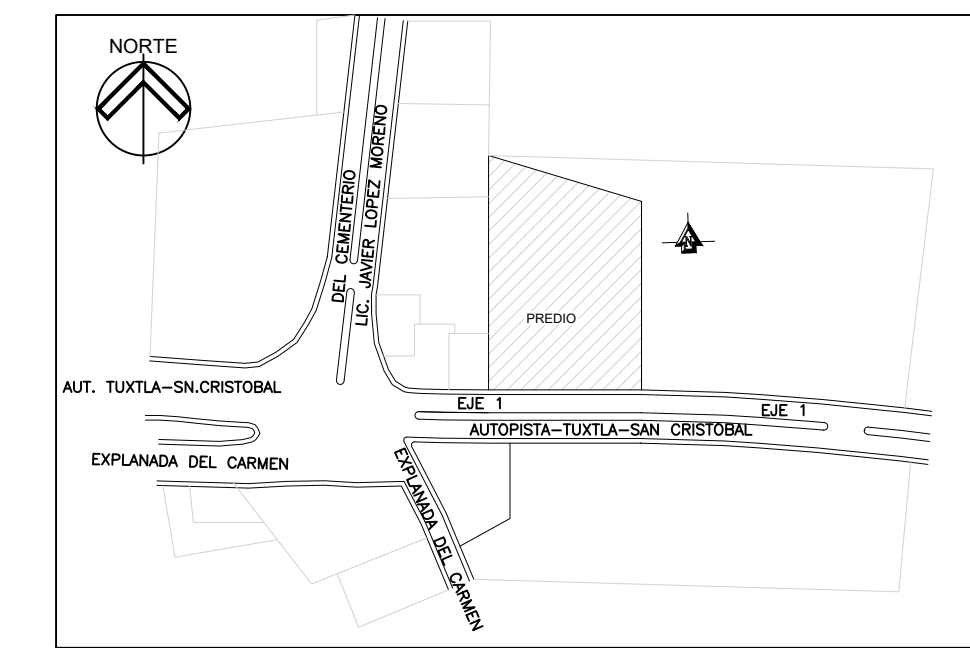 NORTE
DEL CEMENTERIO
LIC. JAVIER LOPEZ MORENO
N
PREDIO
AUT. TUXTLA-SN.CRISTOBAL
EJE 1
EJE 1
AUTOPISTA-TUXTLA-SAN CRISTOBAL
EXPLANADA DEL CARMEN
EXPLANADA DEL CARMEN